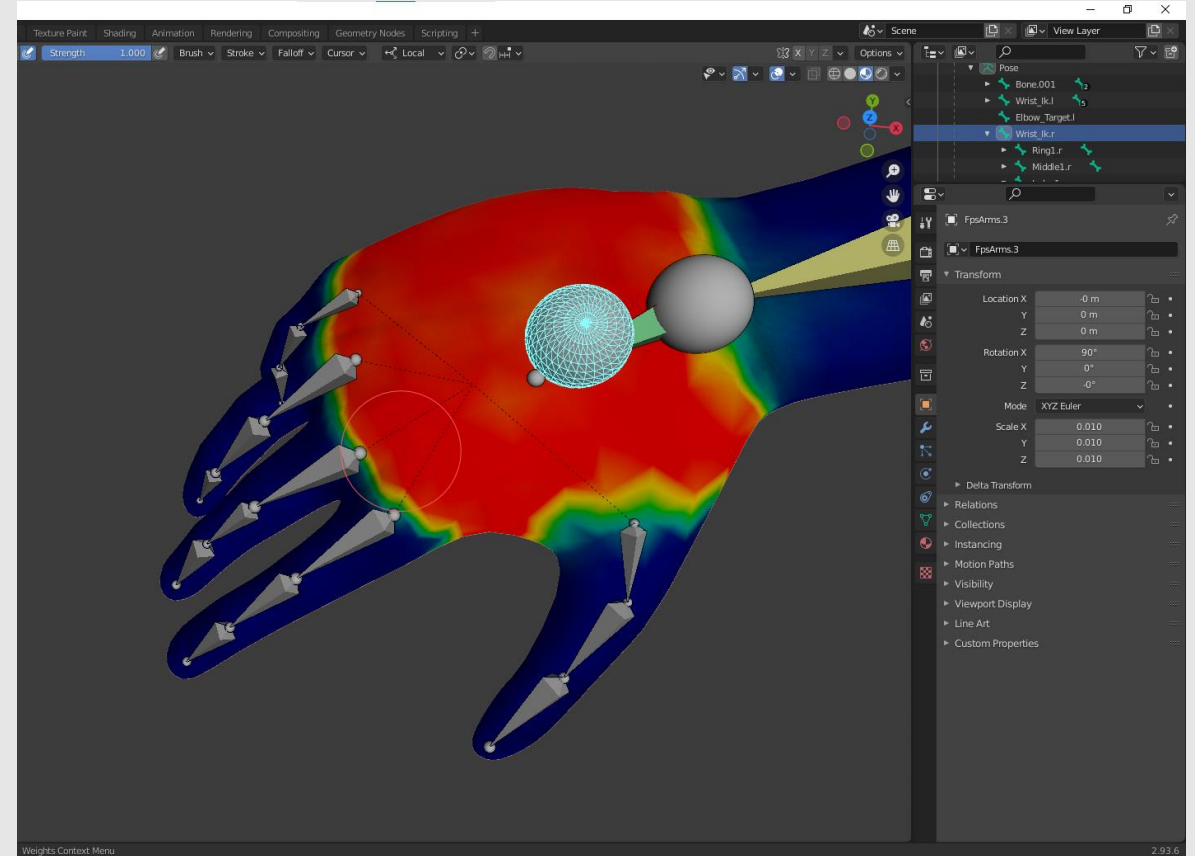 Texture Paint Shading Animation Rendering Compositing Geometry Nodes Scripting + Scene View Layer
Strength 1.000 Brush Stroke Falloff Cursor Local X Y Z Options
Pose
Bone.001 2
Wrist_Ik.l 5
Elbow_Target.l
Wrist_Ik.r
Ring1.r
Middle1.r
Y
Z
X
FpsArms.3
FpsArms.3
Transform
Location X -0 m
Y 0 m
Z 0 m
Rotation X 90°
Y 0°
Z -0°
Mode XYZ Euler
Scale X 0.010
Y 0.010
Z 0.010
Delta Transform
Relations
Collections
Instancing
Motion Paths
Visibility
Viewport Display
Line Art
Custom Properties
Weights Context Menu 2.93.6